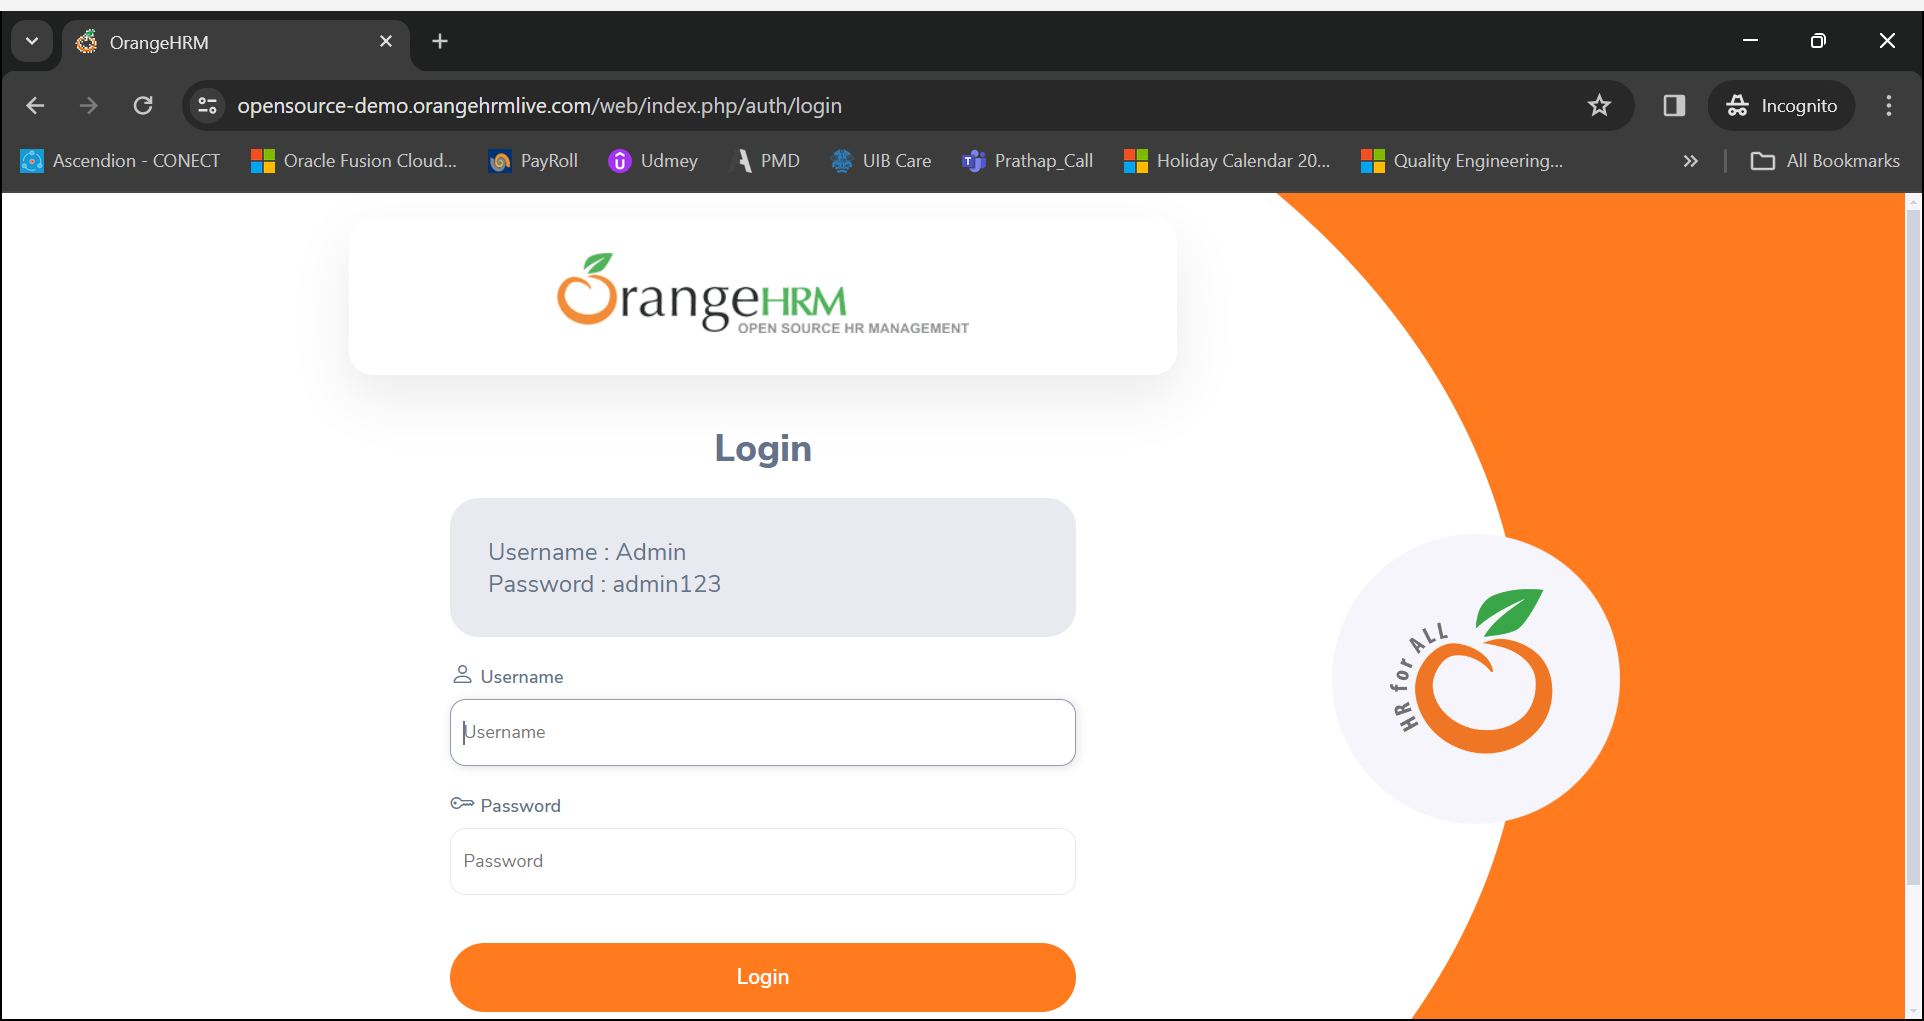 OrangeHRM
opensource-demo.orangehrmlive.com/web/index.php/auth/login
Incognito
Ascendion - CONECT
Oracle Fusion Cloud...
PayRoll
Udmey
PMD
UIB Care
Prathap_Call
Holiday Calendar 20...
Quality Engineering...
All Bookmarks
OrangeHRM
OPEN SOURCE HR MANAGEMENT
Login
Username : Admin
Password : admin123
Username
Username
Password
Password
Login
HR for ALL